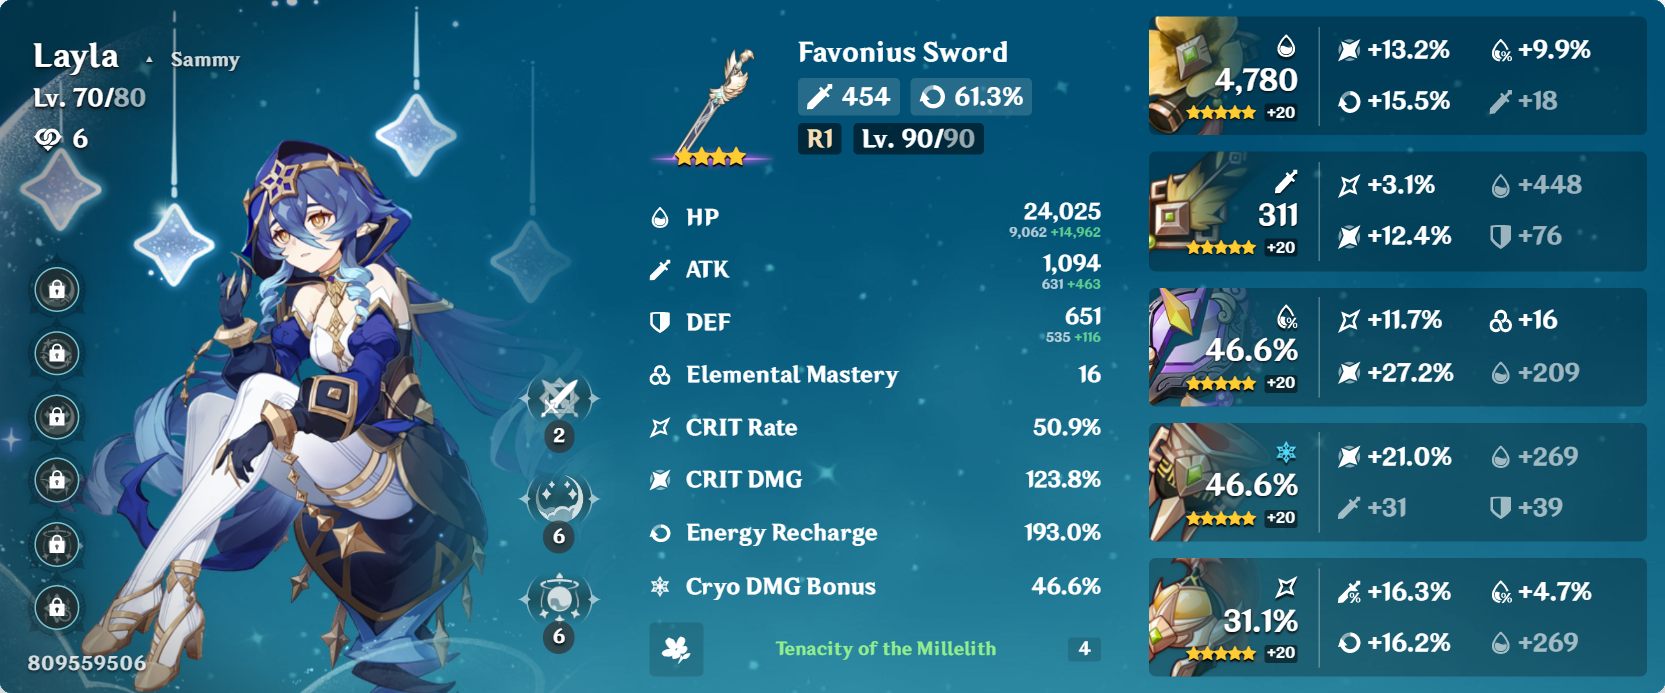 Layla · Sammy
Lv. 70/80
6
2
6
6
809559506
Favonius Sword
454 61.3%
R1 Lv. 90/90
HP 24,025
9,062 +14,962
ATK 1,094
631 +463
DEF 651
535 +116
Elemental Mastery 16
CRIT Rate 50.9%
CRIT DMG 123.8%
Energy Recharge 193.0%
Cryo DMG Bonus 46.6%
Tenacity of the Millelith 4
4,780
+20
+13.2% +9.9%
+15.5% +18
311
+20
+3.1% +448
+12.4% +76
46.6%
+20
+11.7% +16
+27.2% +209
46.6%
+20
+21.0% +269
+31 +39
31.1%
+20
+16.3% +4.7%
+16.2% +269